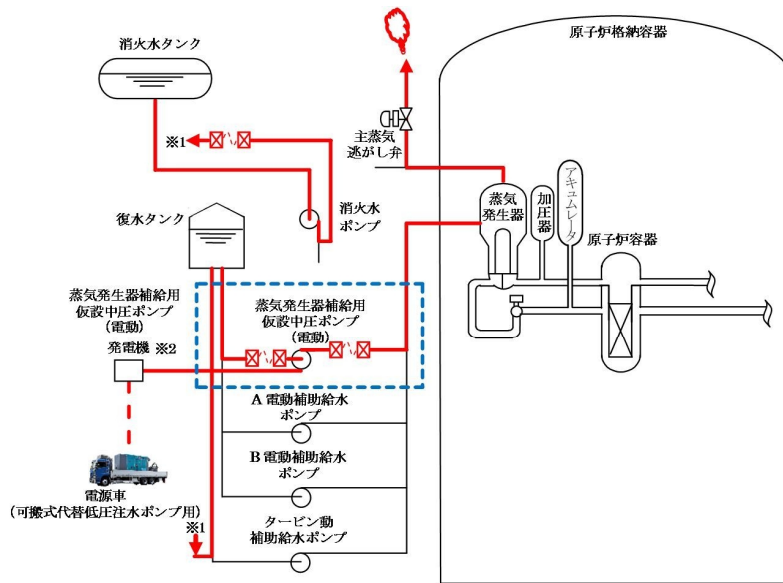 消火水タンク
原子炉格納容器
※1
主蒸気
逃がし弁
復水タンク
消火水
ポンプ
蒸気
発生器
加圧器
アキュムレータ
原子炉容器
蒸気発生器補給用
仮設中圧ポンプ
(電動)
蒸気発生器補給用
仮設中圧ポンプ
(電動)
発電機 ※2
A電動補助給水
ポンプ
B電動補助給水
ポンプ
電源車
(可搬式代替低圧注水ポンプ用)
※1
タービン動
補助給水ポンプ